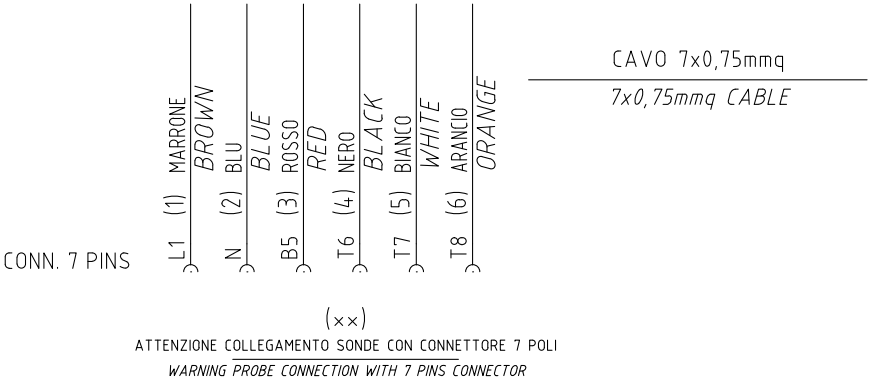 CAVO 7x0,75mmq
7x0,75mmq CABLE
L1 (1) MARRONE
BROWN
N (2) BLU
BLUE
B5 (3) ROSSO
RED
T6 (4) NERO
BLACK
T7 (5) BIANCO
WHITE
T8 (6) ARANCIO
ORANGE
CONN. 7 PINS
(xx)
ATTENZIONE COLLEGAMENTO SONDE CON CONNETTORE 7 POLI
WARNING PROBE CONNECTION WITH 7 PINS CONNECTOR